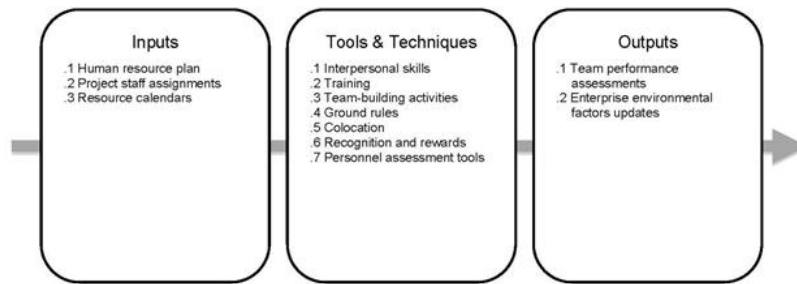 Inputs
.1 Human resource plan
.2 Project staff assignments
.3 Resource calendars
Tools & Techniques
.1 Interpersonal skills
.2 Training
.3 Team-building activities
.4 Ground rules
.5 Colocation
.6 Recognition and rewards
.7 Personnel assessment tools
Outputs
.1 Team performance
assessments
.2 Enterprise environmental
factors updates